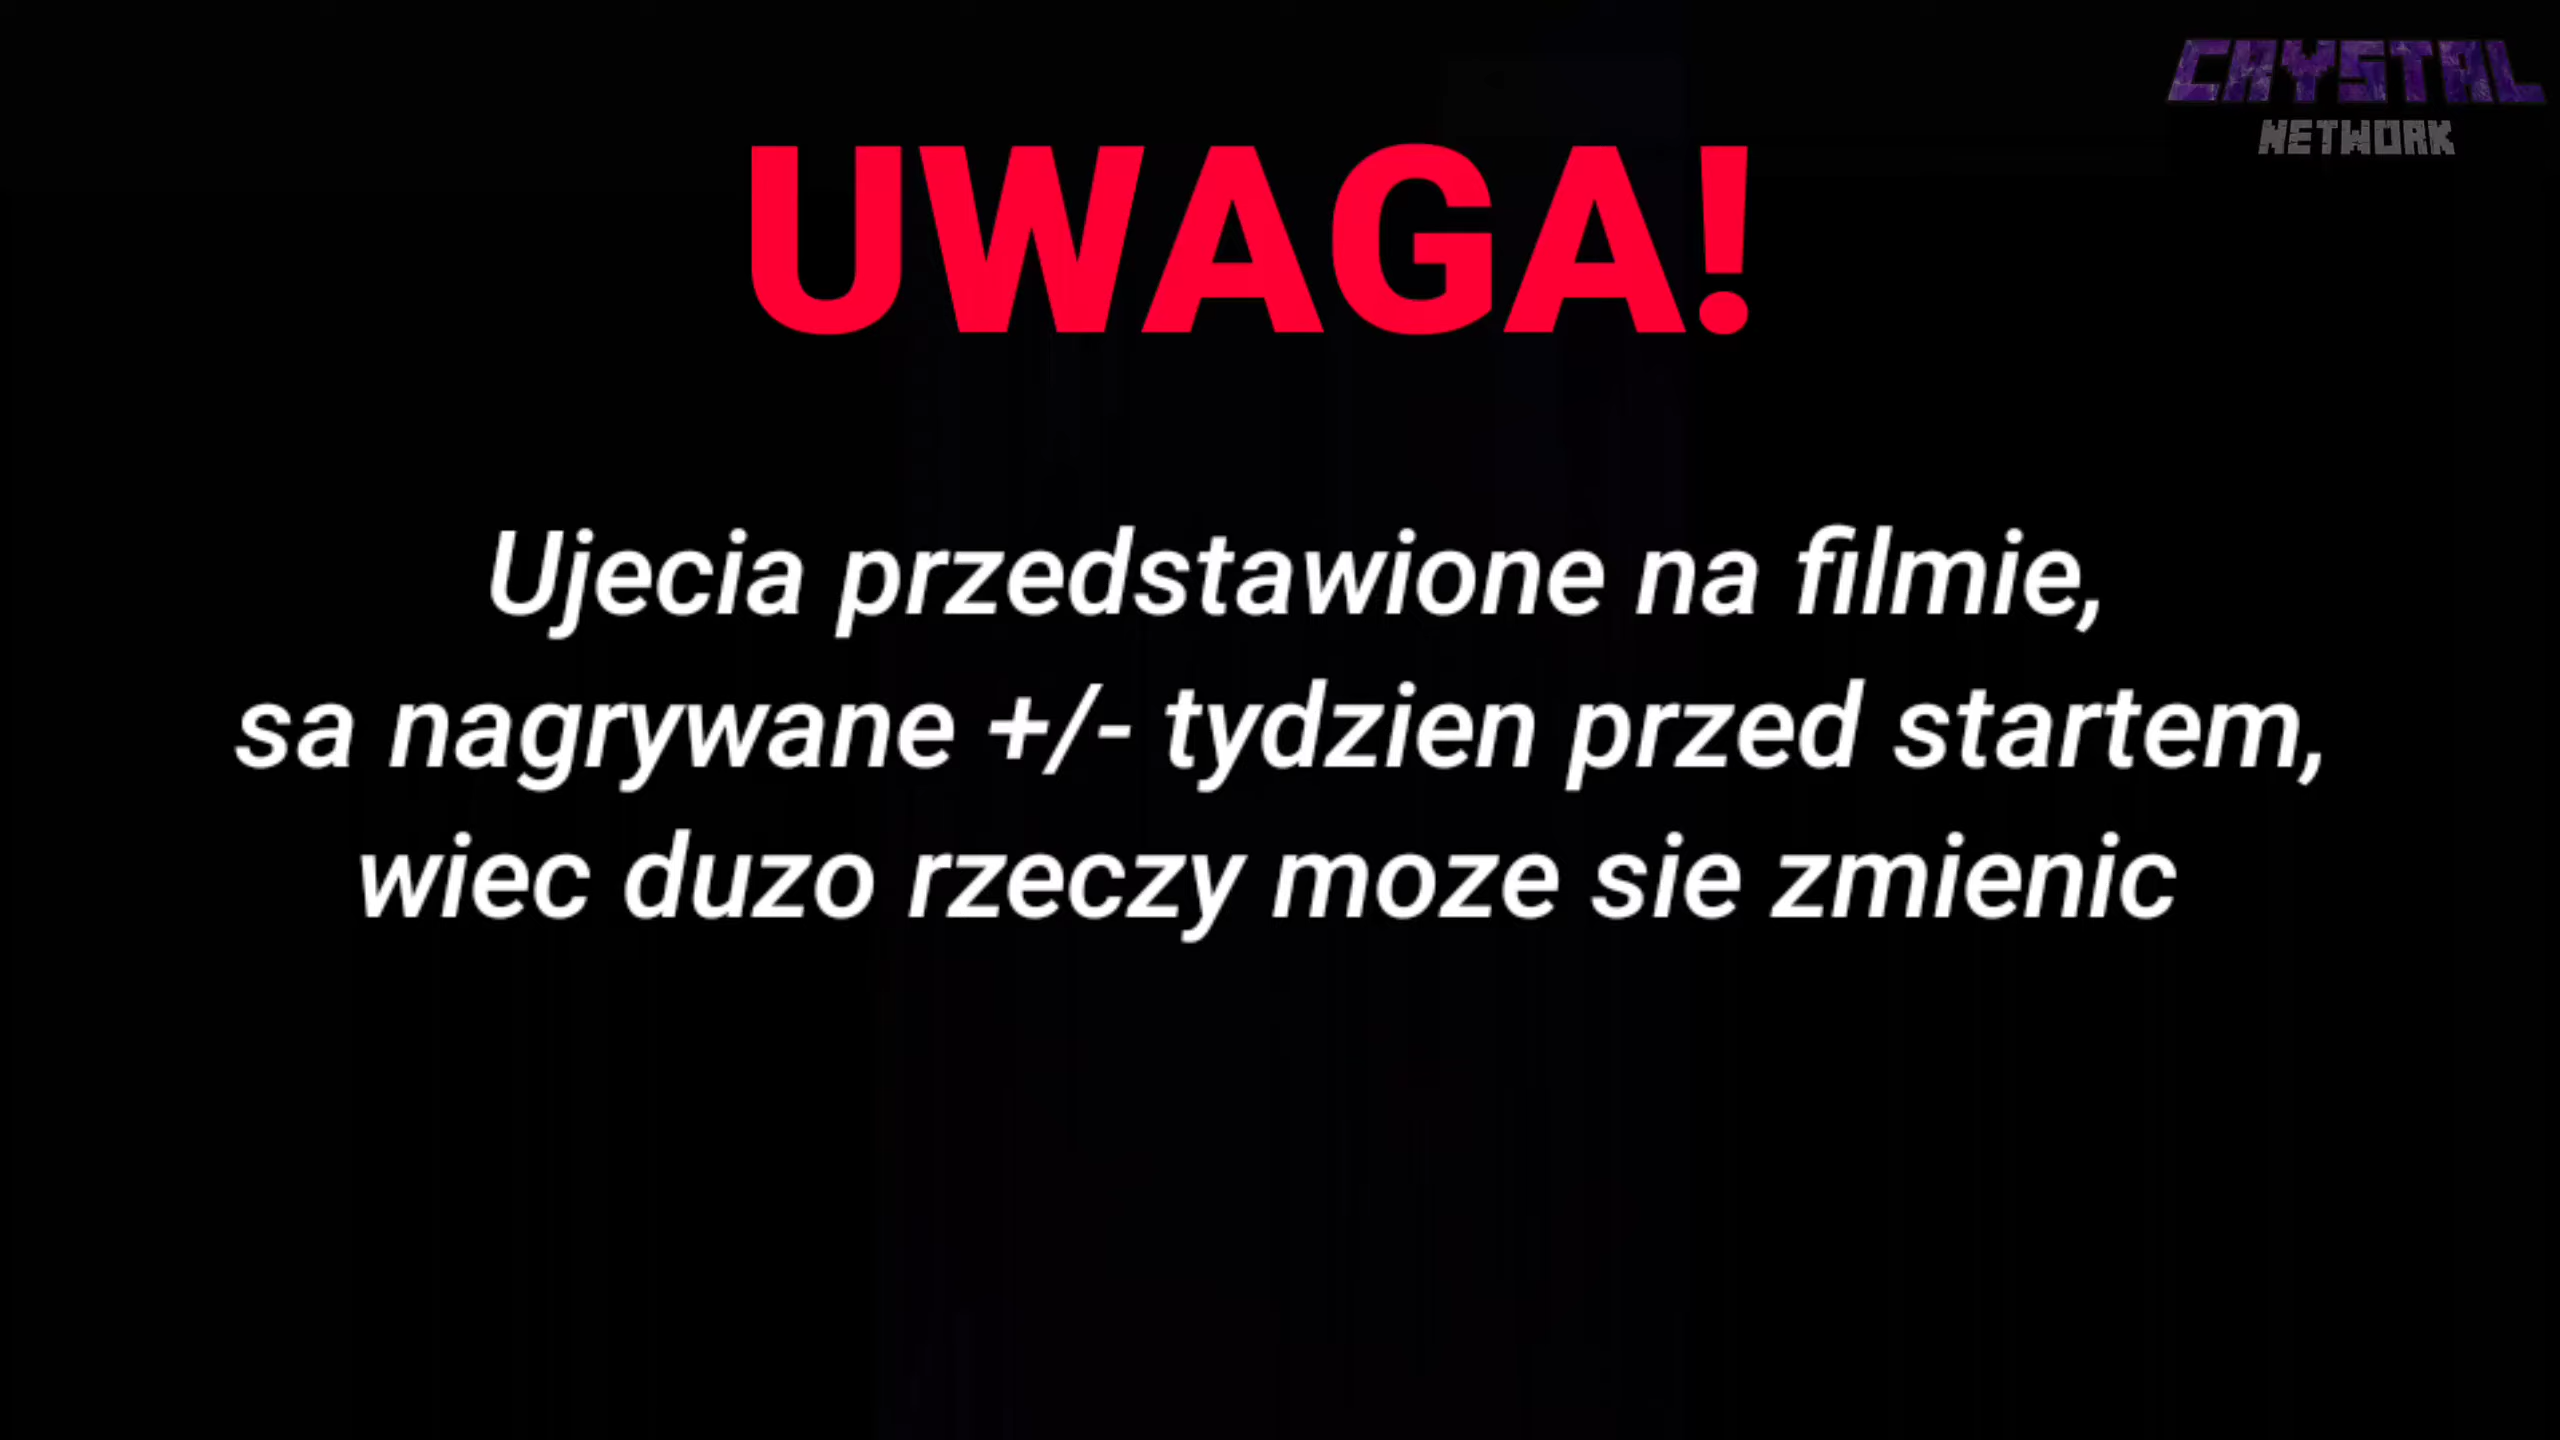 CRYSTAL
NETWORK
UWAGA!
Ujecia przedstawione na filmie,
sa nagrywane +/- tydzien przed startem,
wiec duzo rzeczy moze sie zmienic